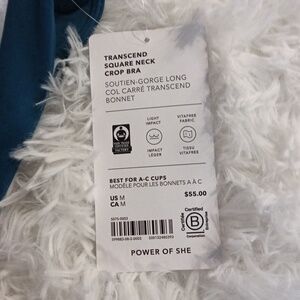 TRANSCEND
SQUARE NECK
CROP BRA
SOUTIEN-GORGE LONG
COL CARRÉ TRANSCEND
BONNET
LIGHT
IMPACT
VITAFREE
FABRIC
FACTORY
IMPACT
LÉGER
TISSU
VITAFREE
BEST FOR A-C CUPS
MODÈLE POUR LES BONNETS A À C
US M
CA M
$55.00
Certified
B
Corporation
POWER OF SHE